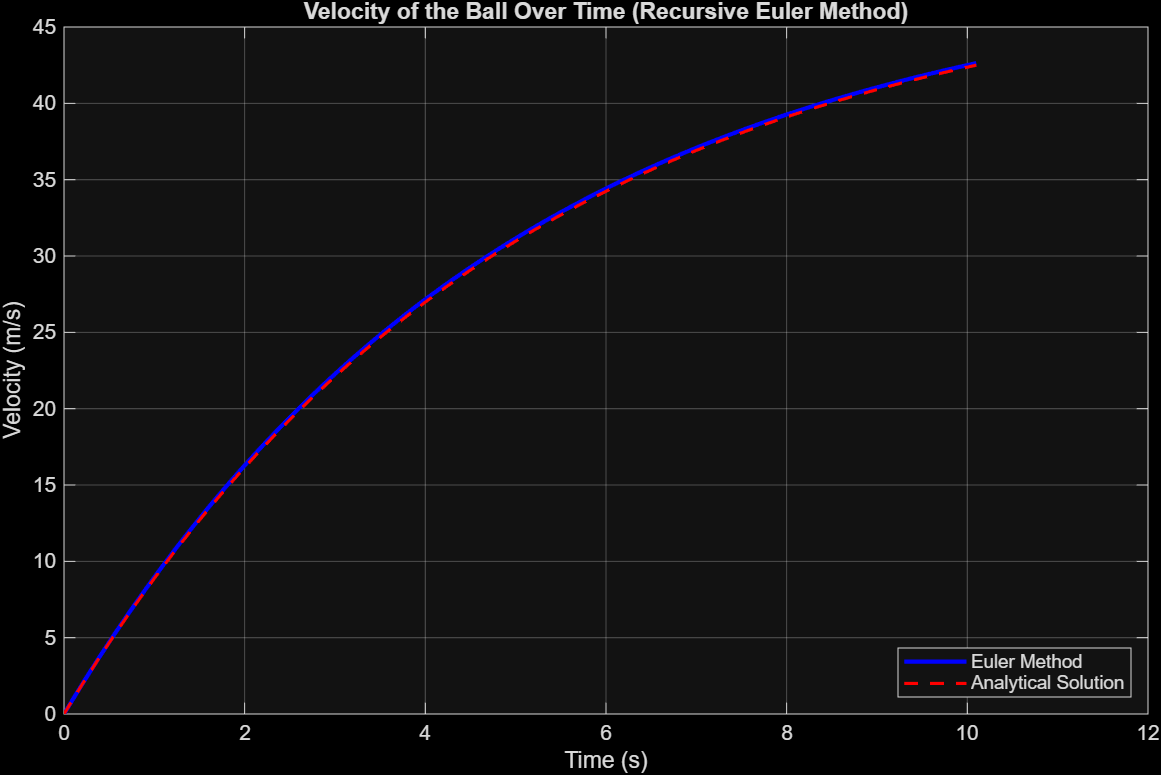 Velocity of the Ball Over Time (Recursive Euler Method)
Velocity (m/s)
45
40
35
30
25
20
15
10
5
0
0 2 4 6 8 10 12
Time (s)
Euler Method
Analytical Solution